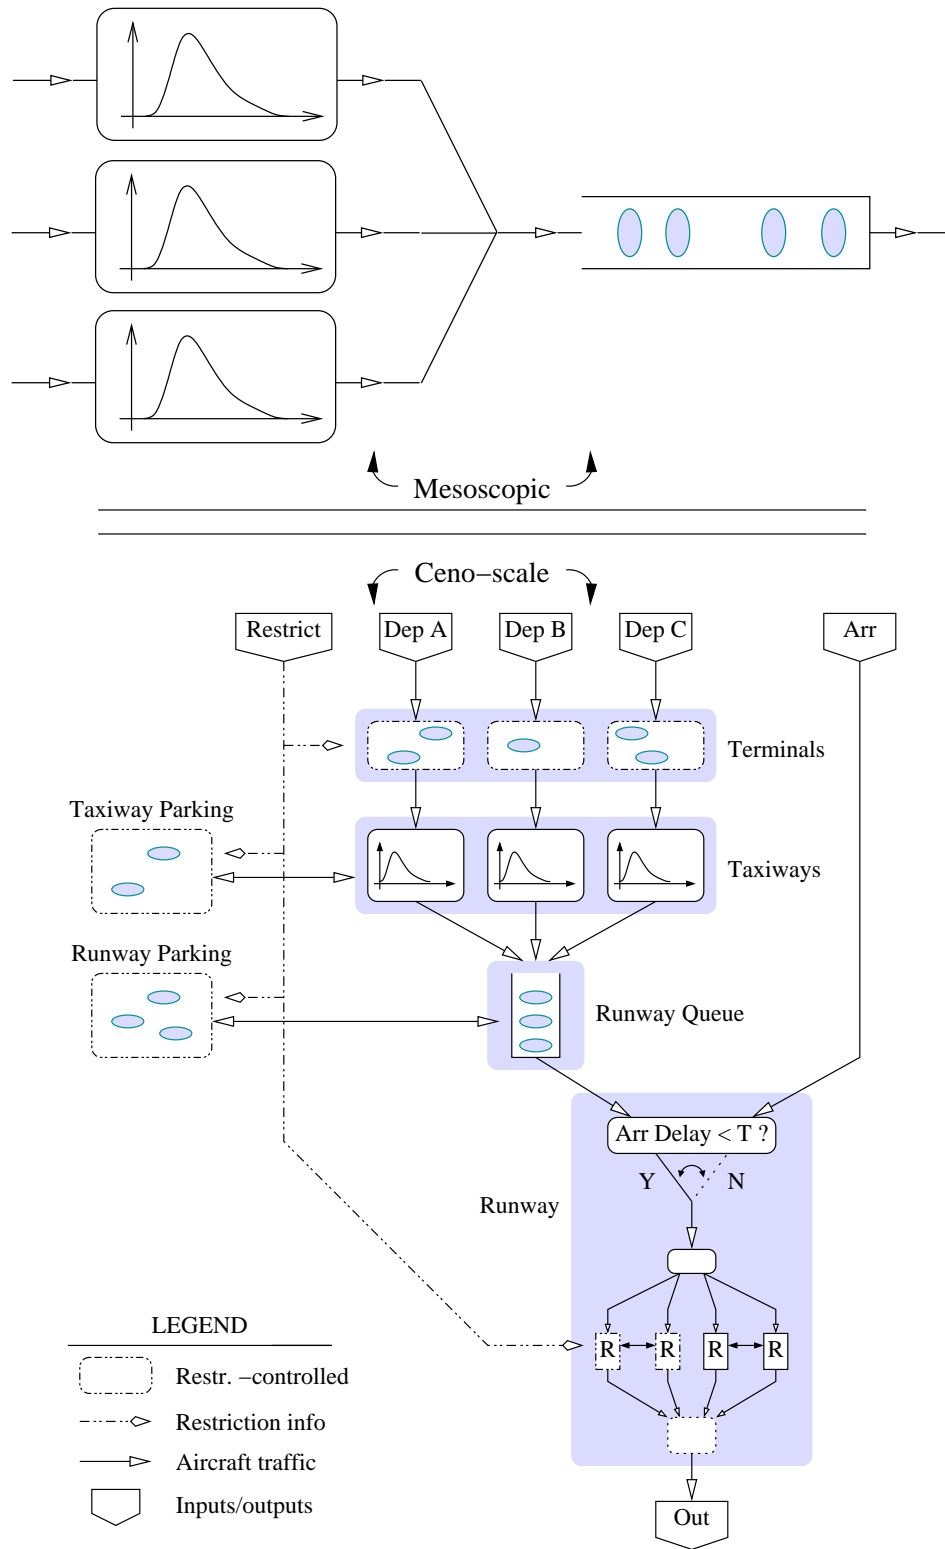 Mesoscopic
Ceno−scale
Restrict
Dep A
Dep B
Dep C
Arr
Terminals
Taxiway Parking
Taxiways
Runway Parking
Runway Queue
Arr Delay < T ?
Y
N
Runway
R
R
R
R
LEGEND
Restr. −controlled
Restriction info
Aircraft traffic
Inputs/outputs
Out